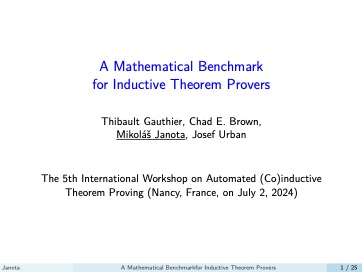 A Mathematical Benchmark
for Inductive Theorem Provers
Thibault Gauthier, Chad E. Brown,
Mikoláš Janota, Josef Urban
The 5th International Workshop on Automated (Co)inductive
Theorem Proving (Nancy, France, on July 2, 2024)
Janota A Mathematical Benchmarkfor Inductive Theorem Provers 1 / 25